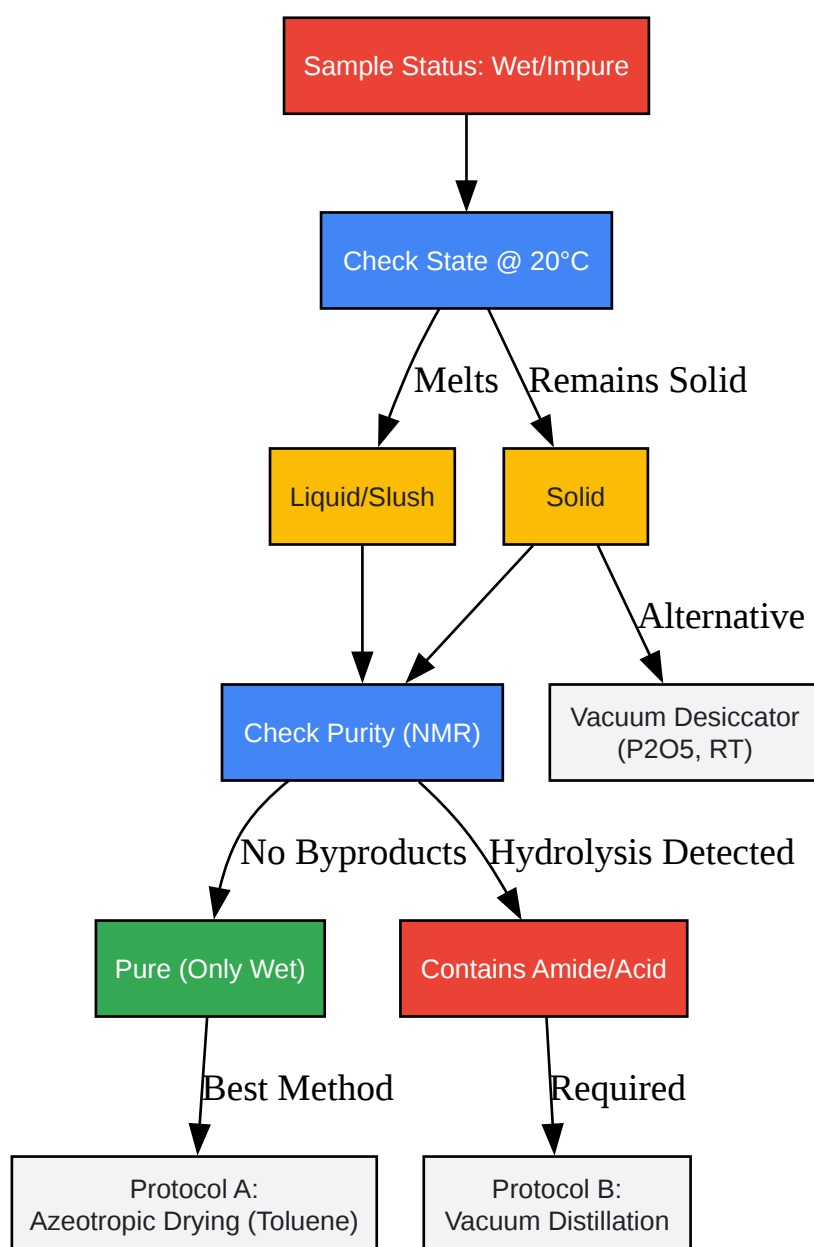 Sample Status: Wet/Impure
Check State @ 20°C
Melts
Remains Solid
Liquid/Slush
Solid
Alternative
Check Purity (NMR)
Vacuum Desiccator
(P2O5, RT)
No Byproducts
Hydrolysis Detected
Pure (Only Wet)
Contains Amide/Acid
Best Method
Required
Protocol A:
Azeotropic Drying (Toluene)
Protocol B:
Vacuum Distillation